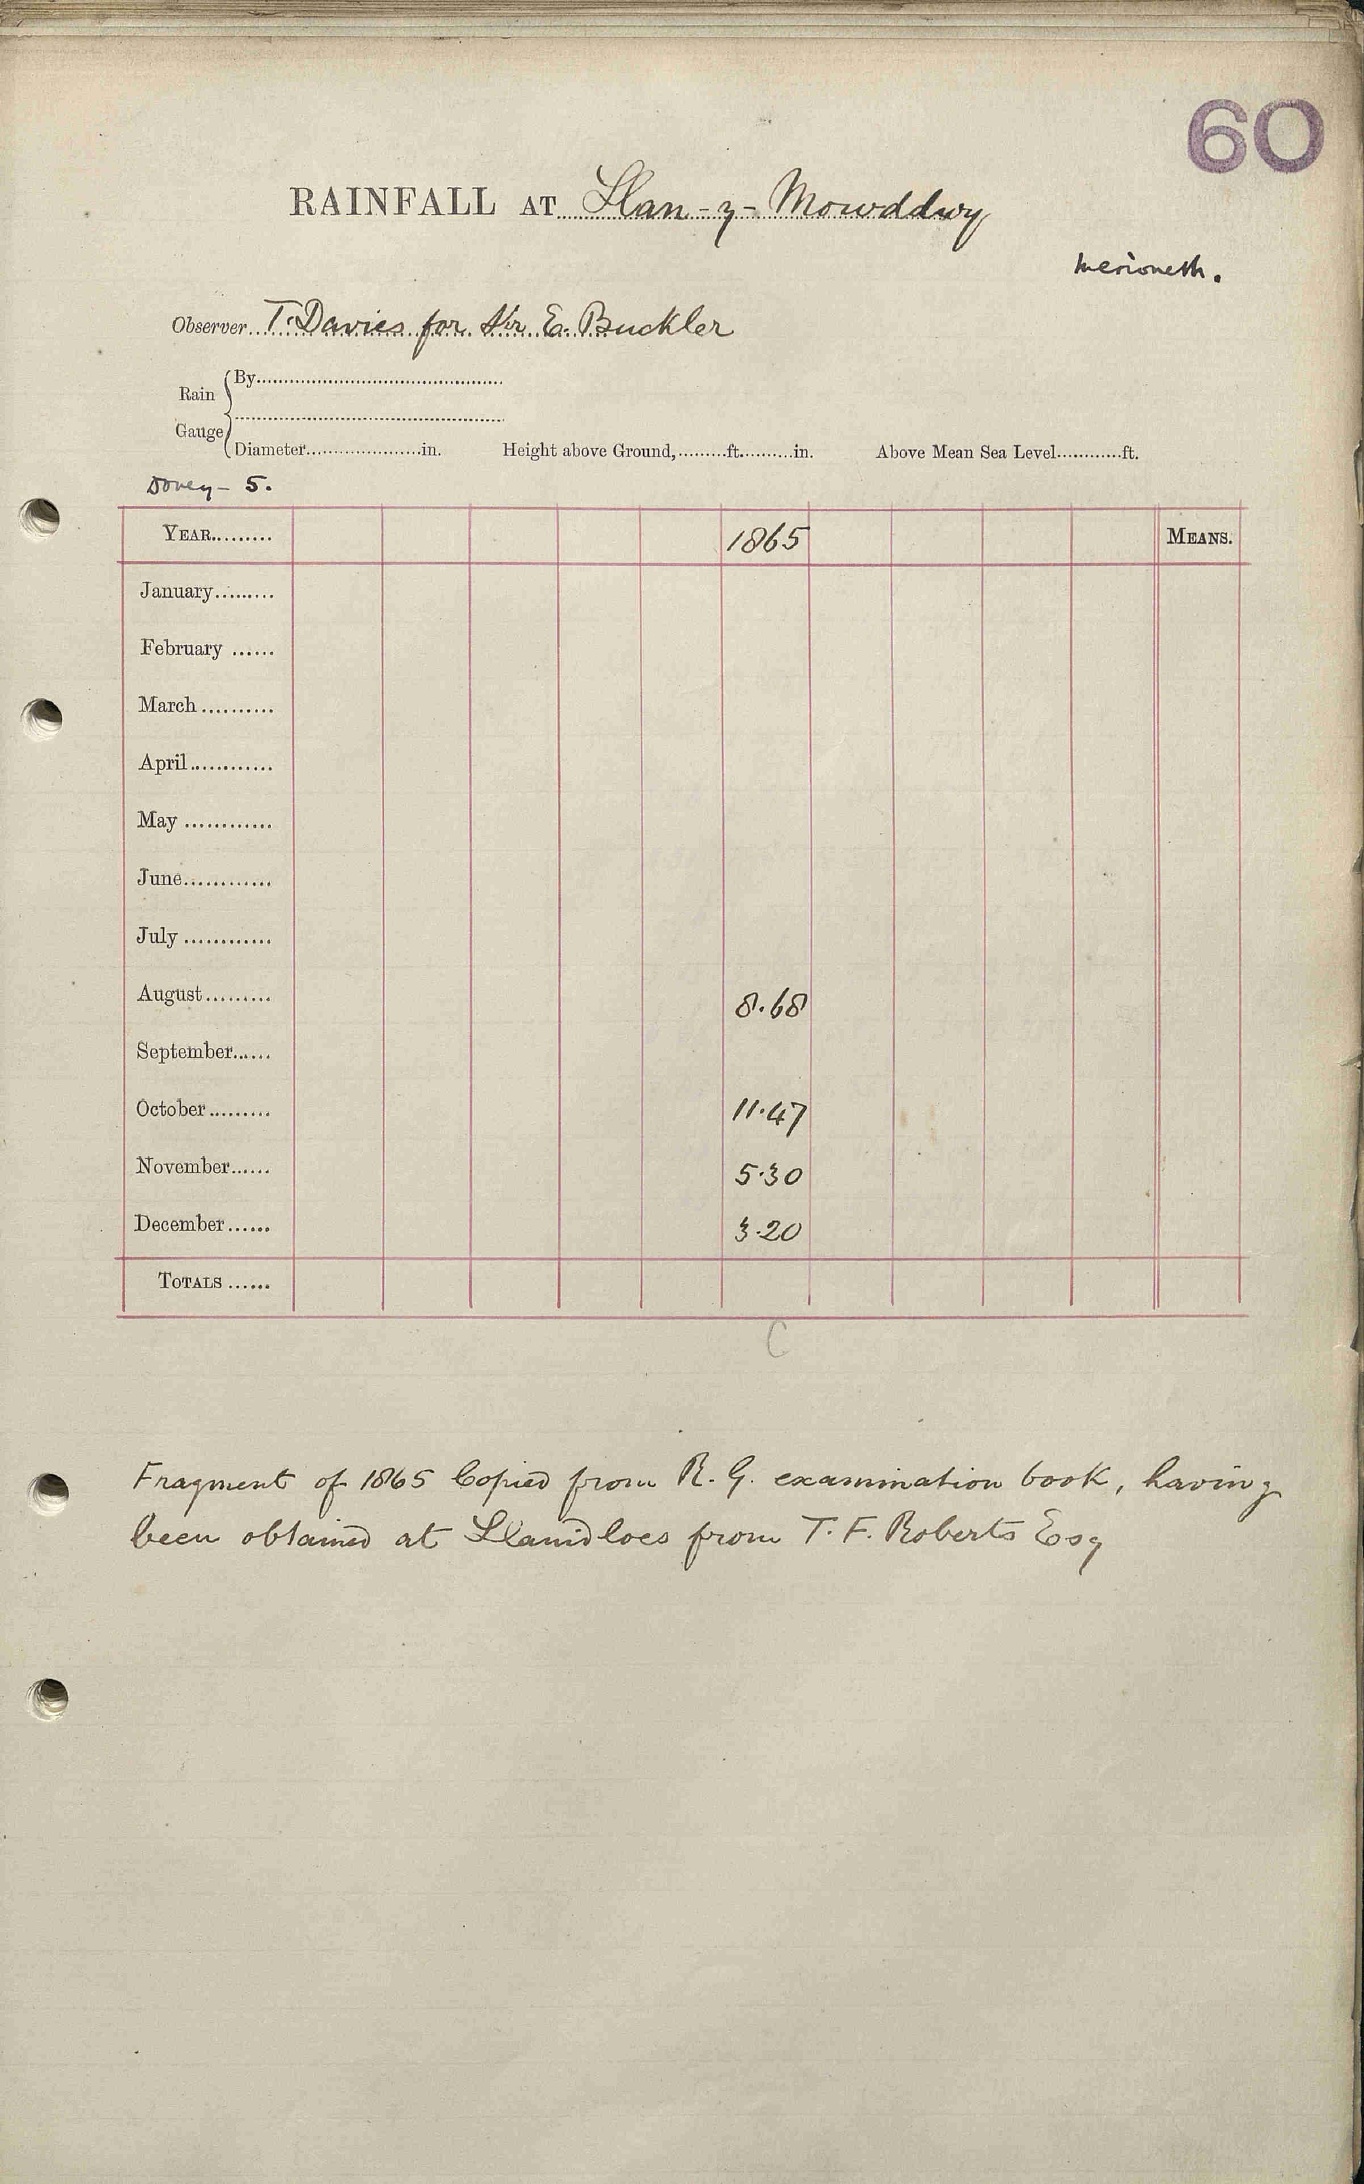 60
RAINFALL AT Llan-y-Mowddwy
Merioneth.
Observer T. Davies for Sir E. Buckler
Rain Gauge
By
Diameter in. Height above Ground, ft. in. Above Mean Sea Level ft.
Dovey - 5.
YEAR 1865 MEANS.
January
February
March
April
May
June
July
August 8.68
September
October 11.47
November 5.30
December 3.20
TOTALS
C
Fragment of 1865 Copied from R. G. examination book, having
been obtained at Llanidloes from T. F. Roberts Esq